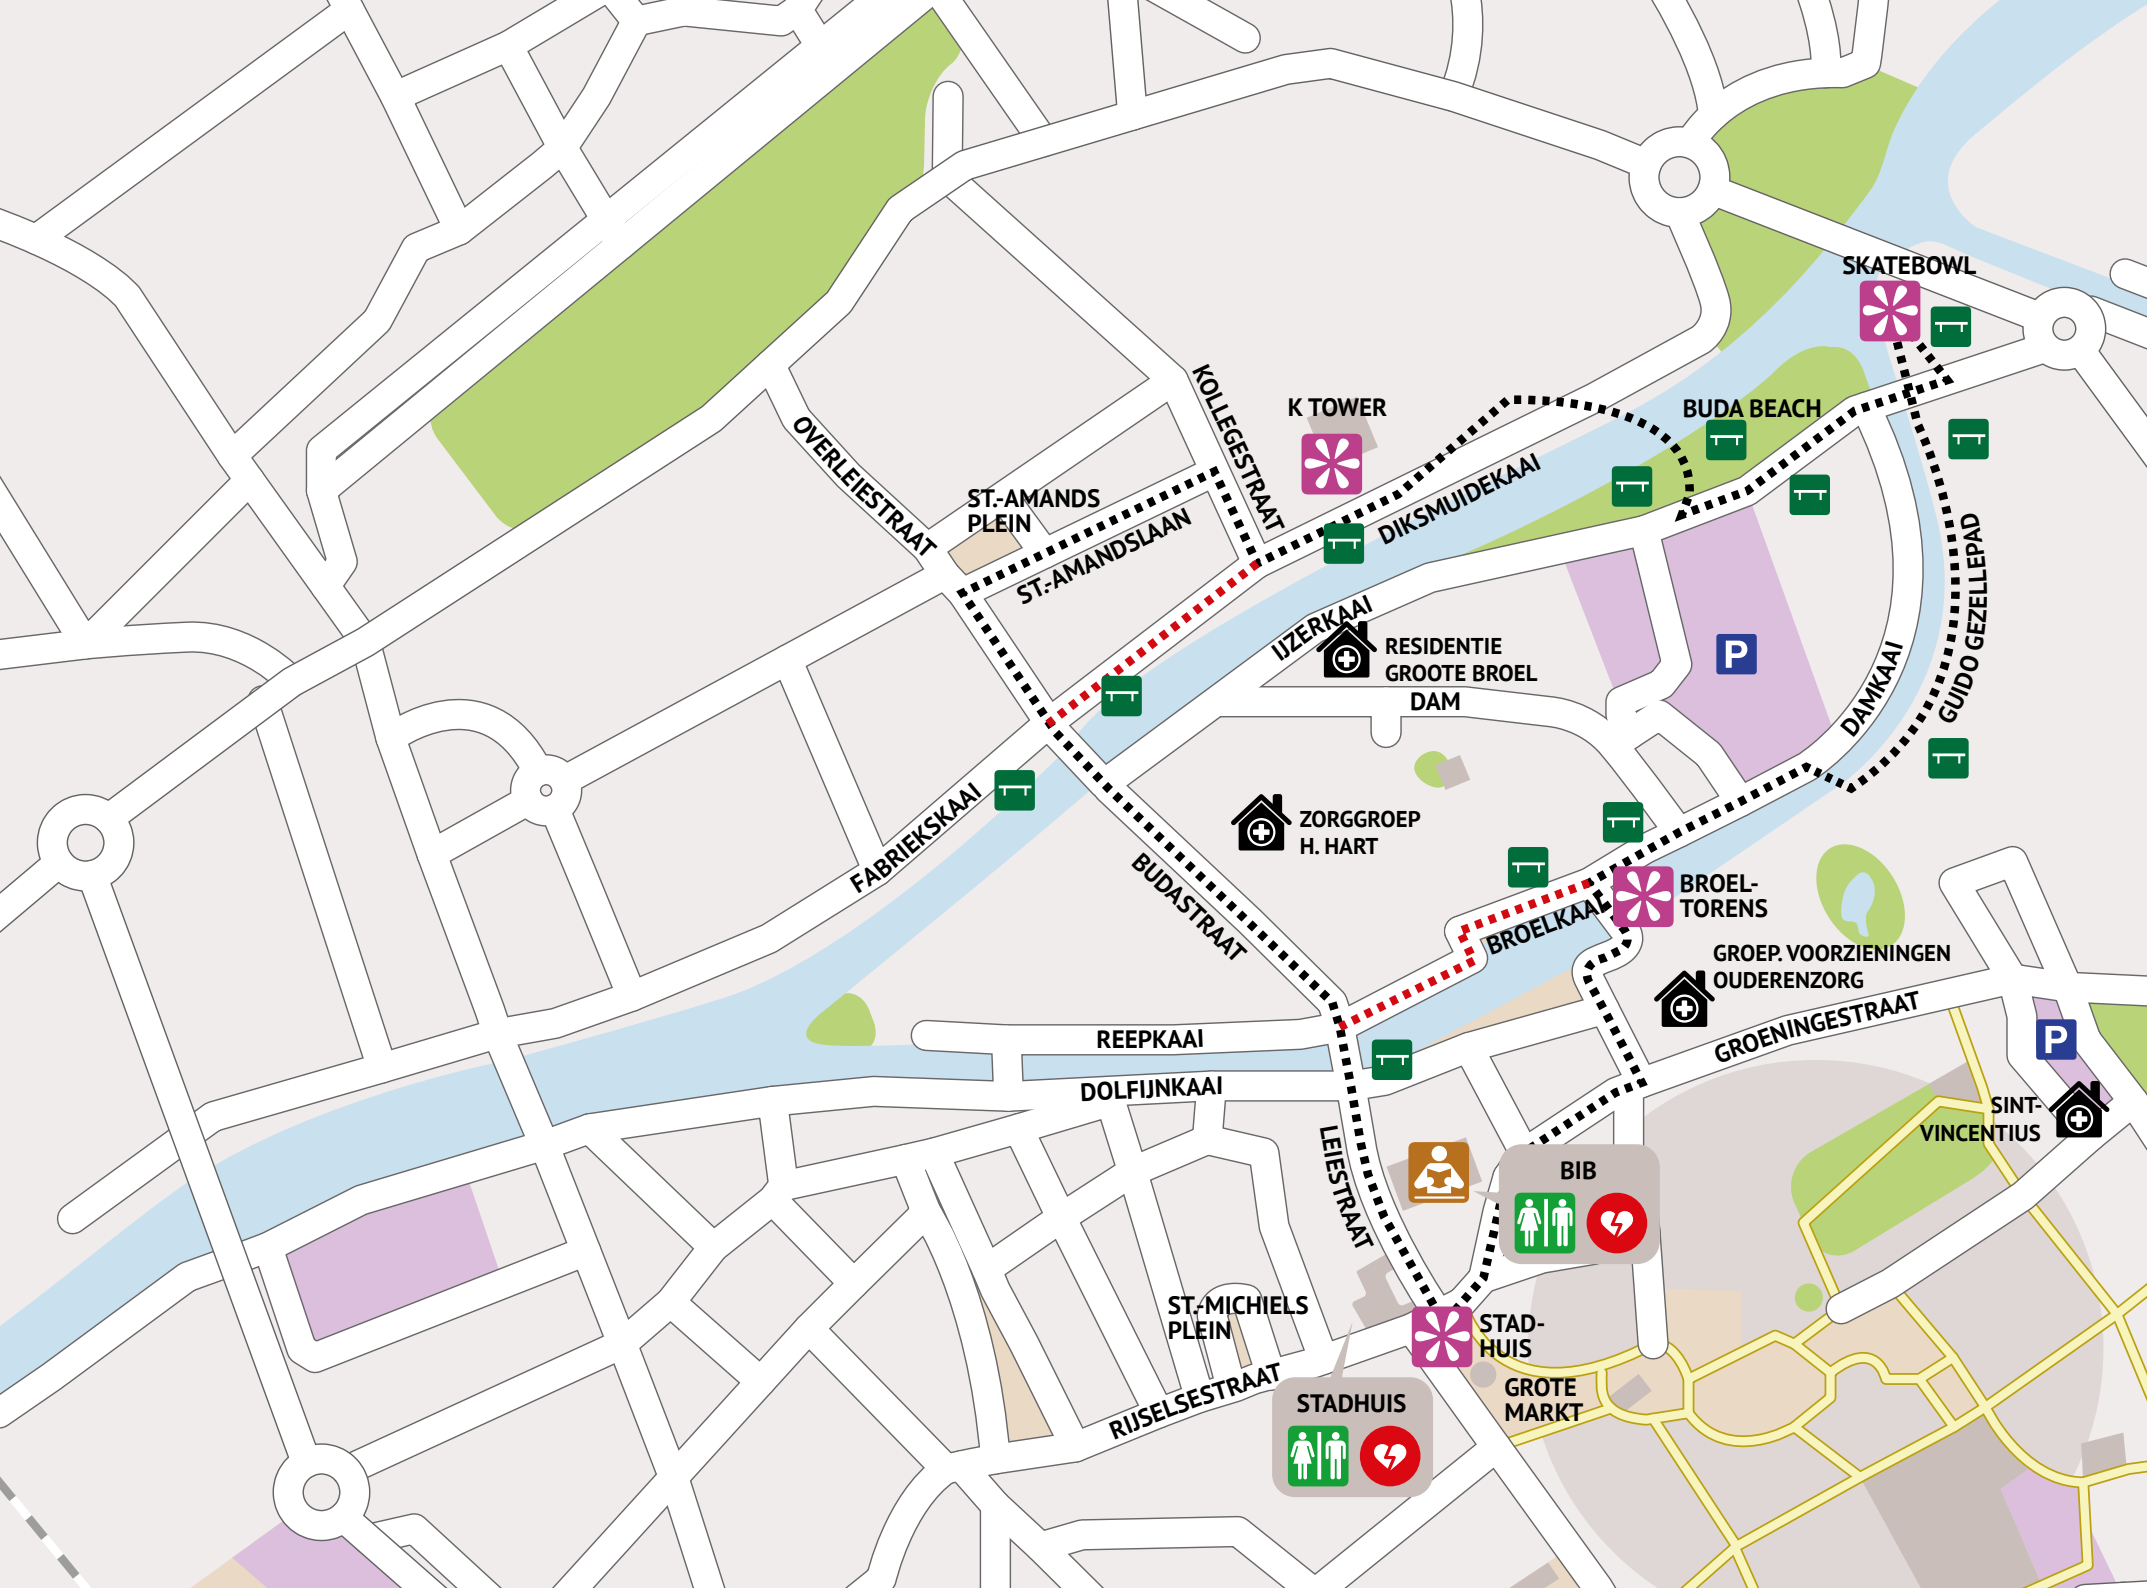 SKATEBOWL
K TOWER
BUDA BEACH
KOLLEGESTRAAT
OVERLEIESTRAAT
ST.-AMANDS
PLEIN
ST.-AMANDSLAAN
DIKSMUIDEKAAI
GUIDO GEZELLEPAD
IJZERKAAI
RESIDENTIE
GROOTE BROEL
DAM
P
DAMKAAI
FABRIEKSKAAI
ZORGGROEP
H. HART
BUDASTRAAT
BROELKAAI
BROEL-
TORENS
GROEP. VOORZIENINGEN
OUDERENZORG
GROENINGESTRAAT
P
REEPKAAI
DOLFIJNKAAI
SINT-
VINCENTIUS
LEIESTRAAT
BIB
ST.-MICHIELS
PLEIN
STAD-
HUIS
RIJSELSESTRAAT
STADHUIS
GROTE
MARKT